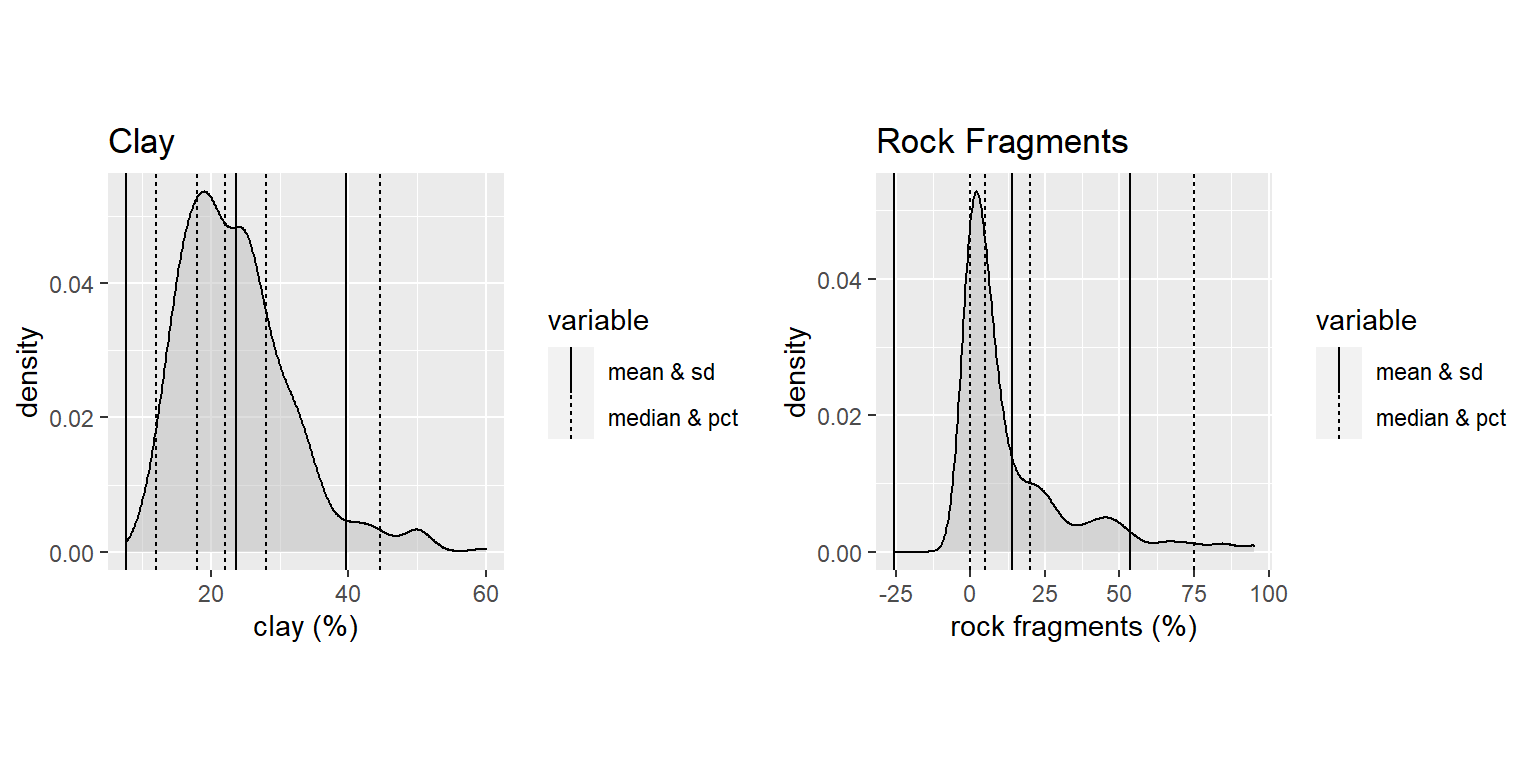 Clay
density
0.04
0.02
0.00
20 40 60
clay (%)
variable
mean & sd
median & pct
Rock Fragments
density
0.04
0.02
0.00
-25 0 25 50 75 100
rock fragments (%)
variable
mean & sd
median & pct